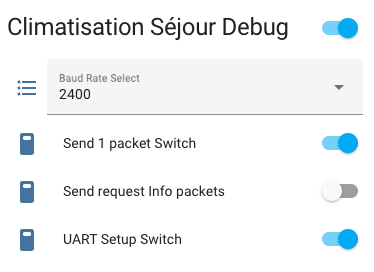 Climatisation Séjour Debug
Baud Rate Select
2400
Send 1 packet Switch
Send request Info packets
UART Setup Switch